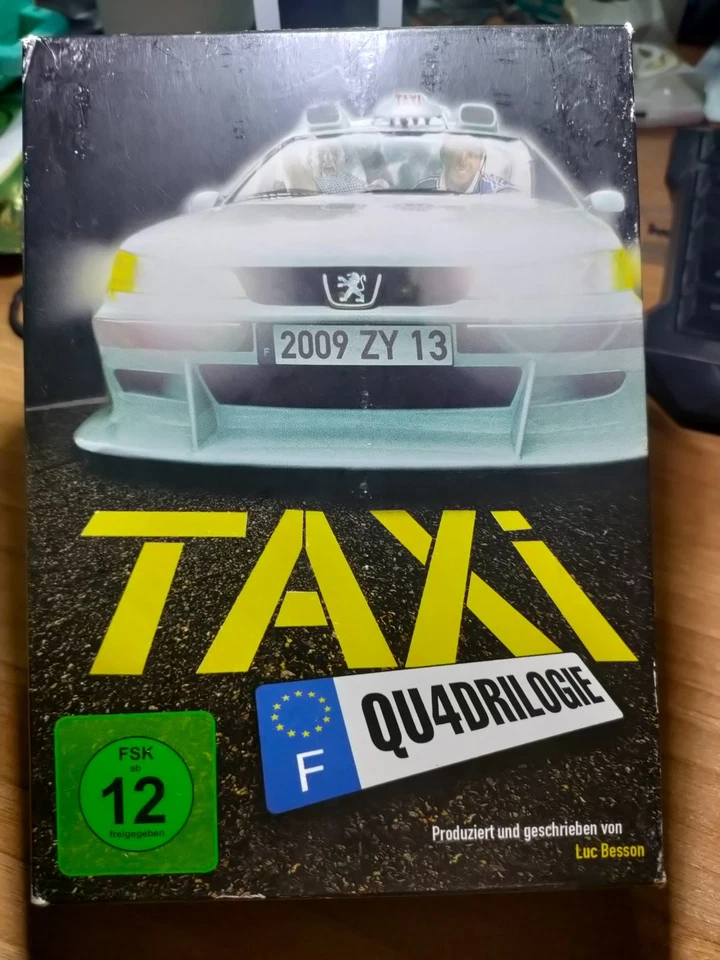 TAXI
F 2009 ZY 13
TAXi
QU4DRILOGIE
F
FSK
ab
12
freigegeben
Produziert und geschrieben von
Luc Besson